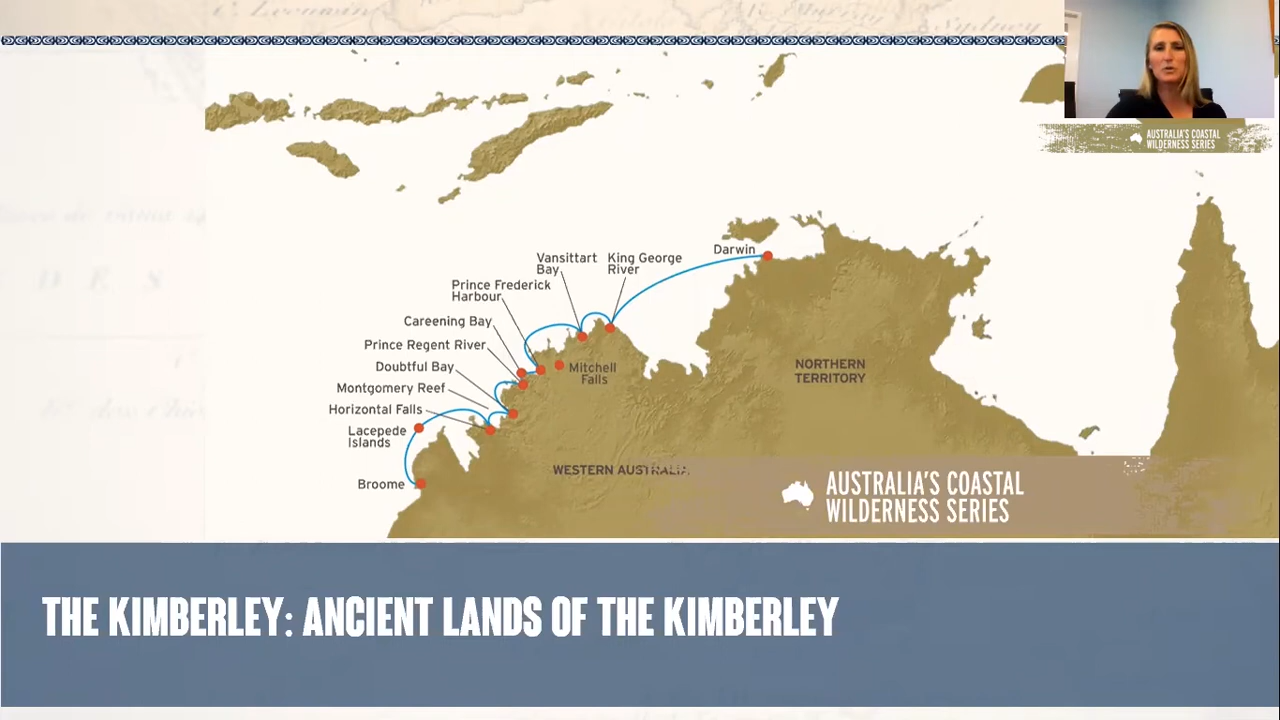 Sydney
AUSTRALIA'S COASTAL
WILDERNESS SERIES
Darwin
Vansittart
Bay
King George
River
Prince Frederick
Harbour
Careening Bay
Prince Regent River
Doubtful Bay
Mitchell
Falls
Montgomery Reef
Horizontal Falls
Lacepede
Islands
Broome
NORTHERN
TERRITORY
WESTERN AUSTRALIA
AUSTRALIA'S COASTAL
WILDERNESS SERIES
THE KIMBERLEY: ANCIENT LANDS OF THE KIMBERLEY